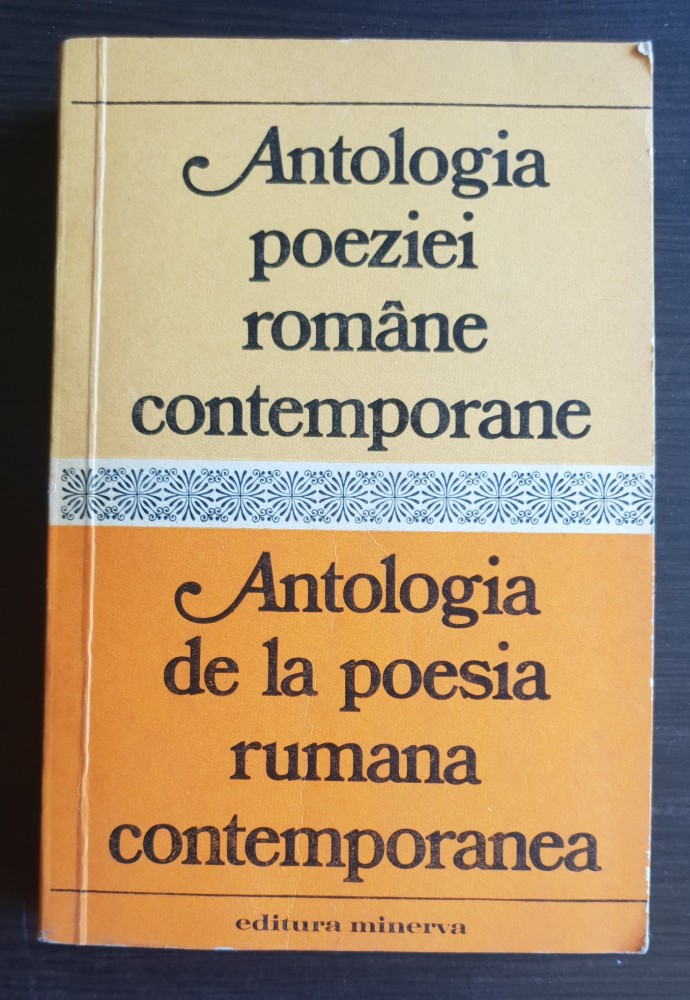 Antologia
poeziei
române
contemporane
Antologia
de la poesia
rumana
contemporanea
editura minerva